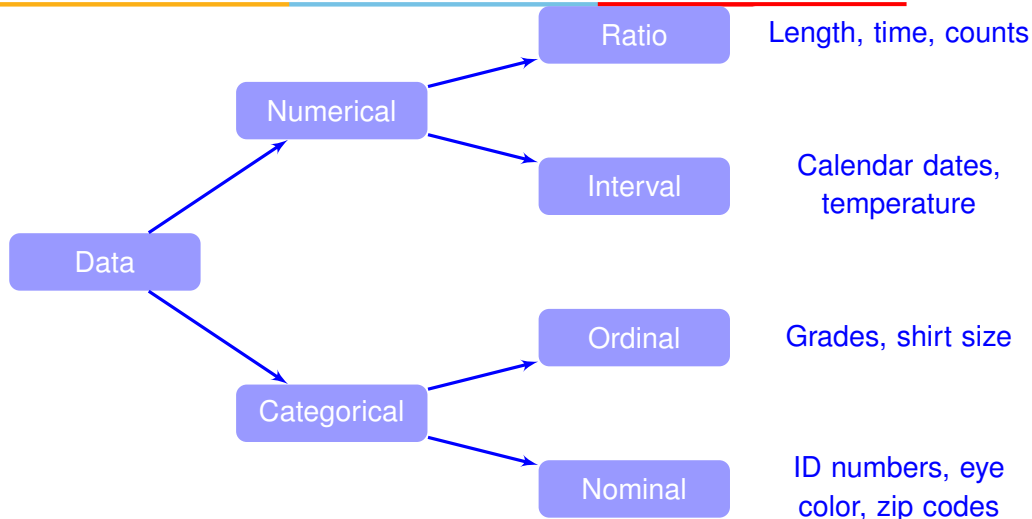 Ratio
Length, time, counts
Numerical
Interval
Calendar dates,
temperature
Data
Ordinal
Grades, shirt size
Categorical
Nominal
ID numbers, eye
color, zip codes